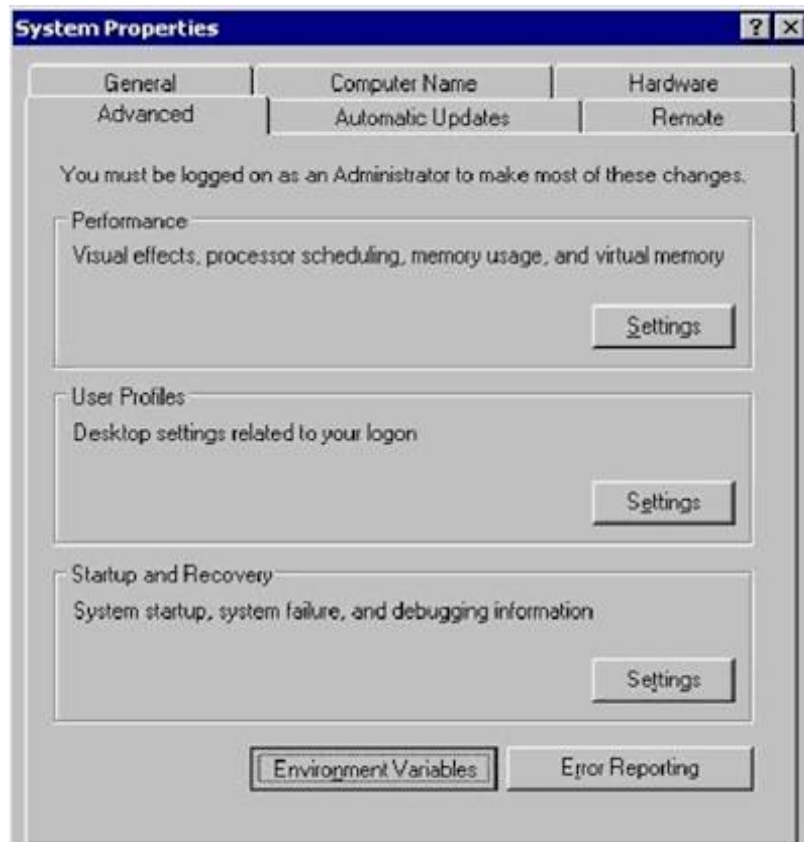 System Properties
General Computer Name Hardware
Advanced Automatic Updates Remote
You must be logged on as an Administrator to make most of these changes.
Performance
Visual effects, processor scheduling, memory usage, and virtual memory
Settings
User Profiles
Desktop settings related to your logon
Settings
Startup and Recovery
System startup, system failure, and debugging information
Settings
Environment Variables Error Reporting